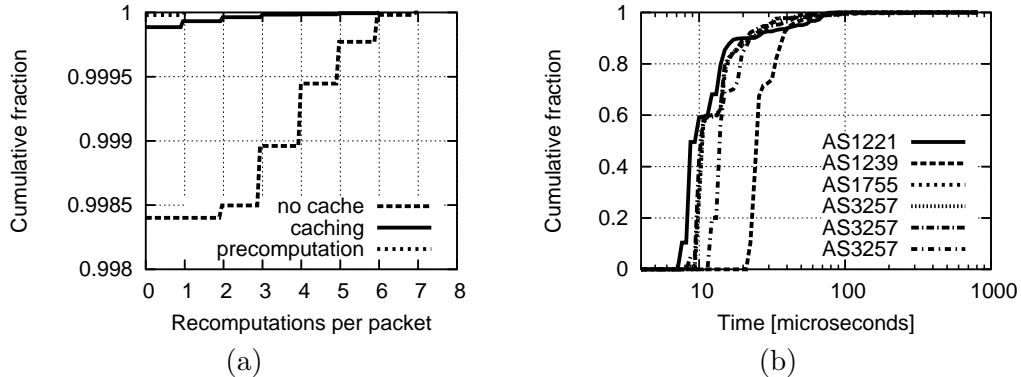 1
0.9995
0.999
0.9985
0.998
Cumulative fraction
no cache
caching
precomputation
0 1 2 3 4 5 6 7 8
Recomputations per packet
(a)
1
0.8
0.6
0.4
0.2
0
Cumulative fraction
AS1221
AS1239
AS1755
AS3257
AS3257
AS3257
10 100 1000
Time [microseconds]
(b)